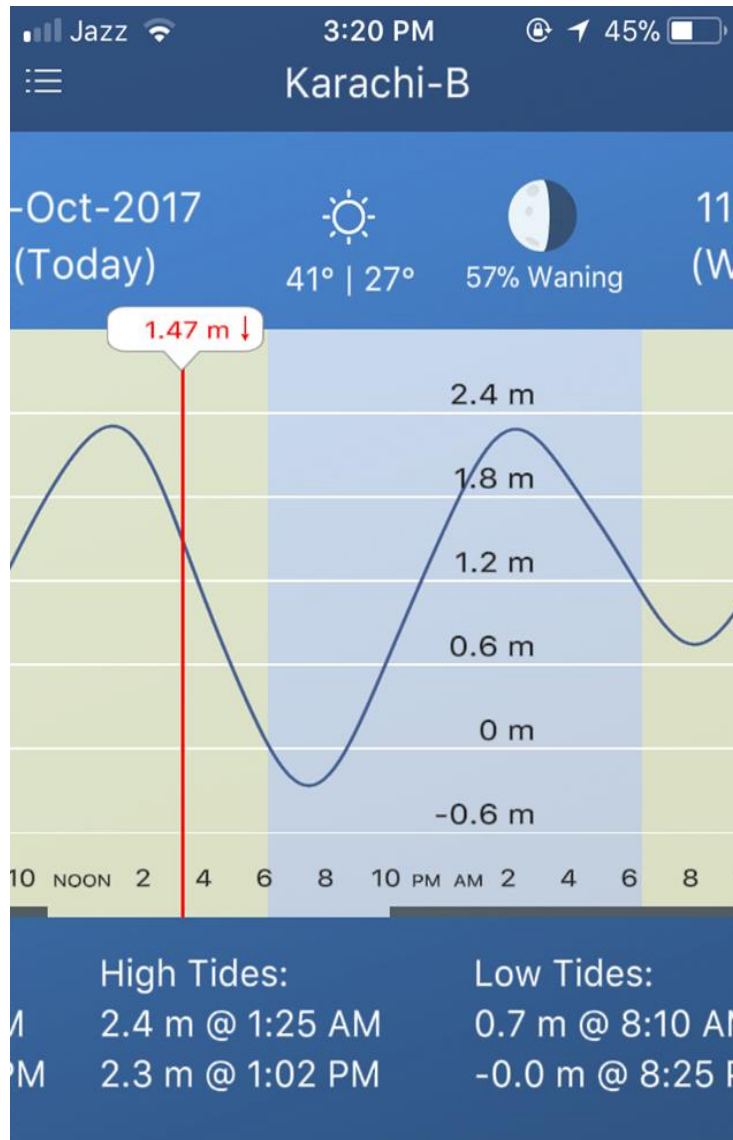 Jazz 3:20 PM 45%
Karachi-B
-Oct-2017
(Today)
41° | 27°
57% Waning
11
(W
1.47 m ↓
2.4 m
1.8 m
1.2 m
0.6 m
0 m
-0.6 m
10 NOON 2 4 6 8 10 PM AM 2 4 6 8
High Tides:
M 2.4 m @ 1:25 AM
PM 2.3 m @ 1:02 PM
Low Tides:
0.7 m @ 8:10 AM
-0.0 m @ 8:25 P